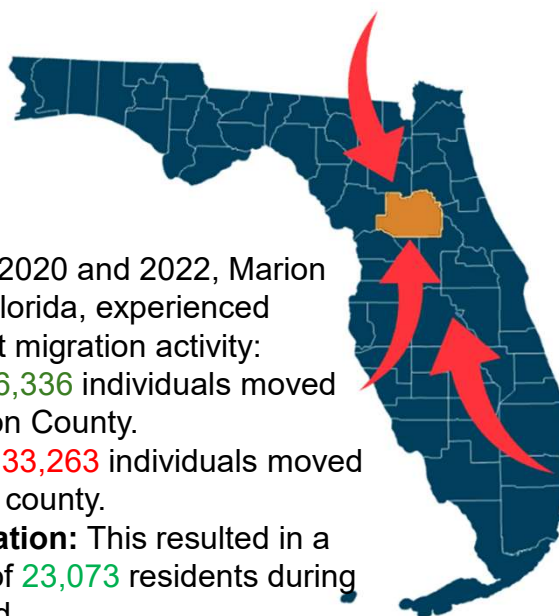 2020 and 2022, Marion
lorida, experienced
t migration activity:
6,336 individuals moved
on County.
33,263 individuals moved
county.
ation: This resulted in a
of 23,073 residents during
d.